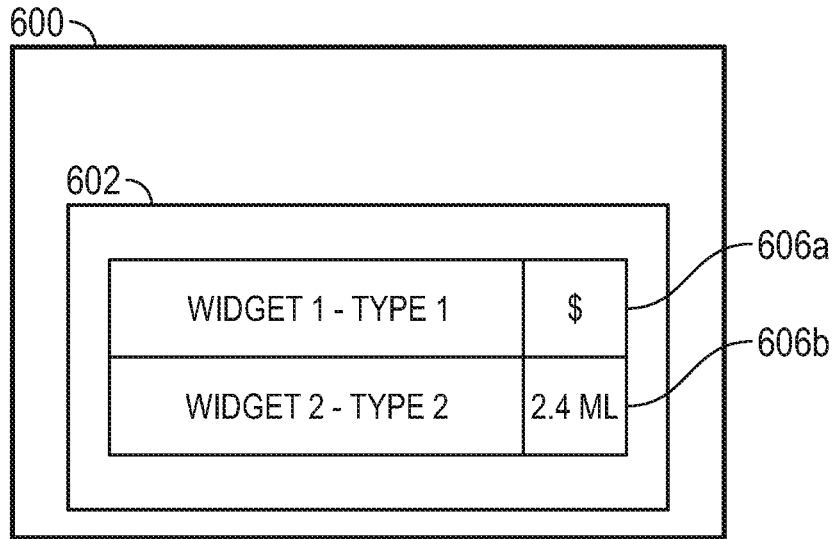 600
602
WIDGET 1 - TYPE 1 $ 606a
WIDGET 2 - TYPE 2 2.4 ML 606b